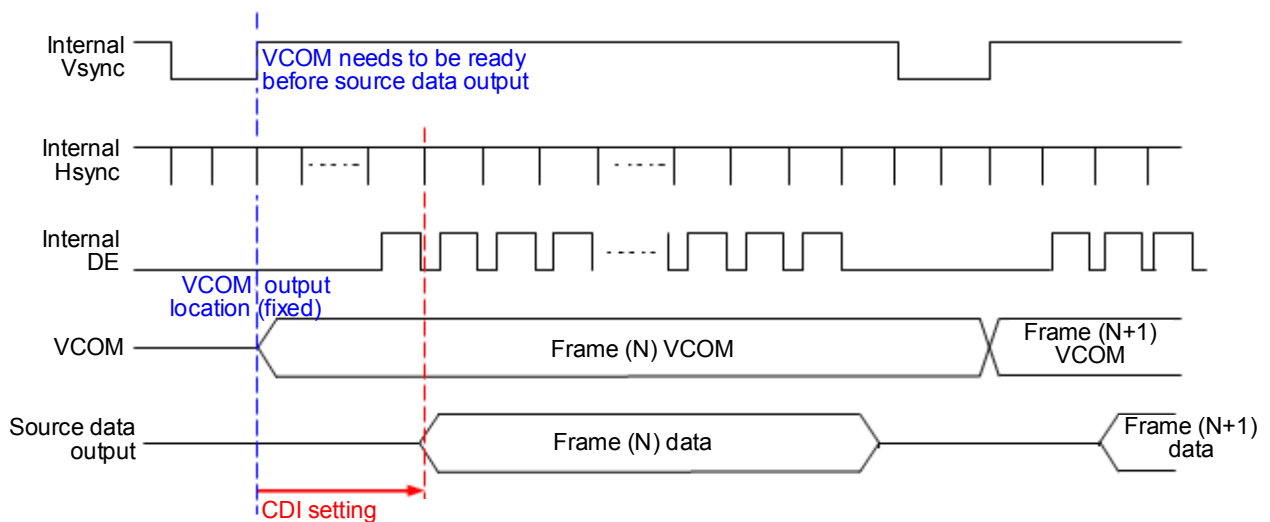 Internal
Vsync
VCOM needs to be ready
before source data output
Internal
Hsync
Internal
DE
VCOM output
location (fixed)
VCOM
Frame (N) VCOM
Frame (N+1)
VCOM
Source data
output
Frame (N) data
Frame (N+1)
data
CDI setting